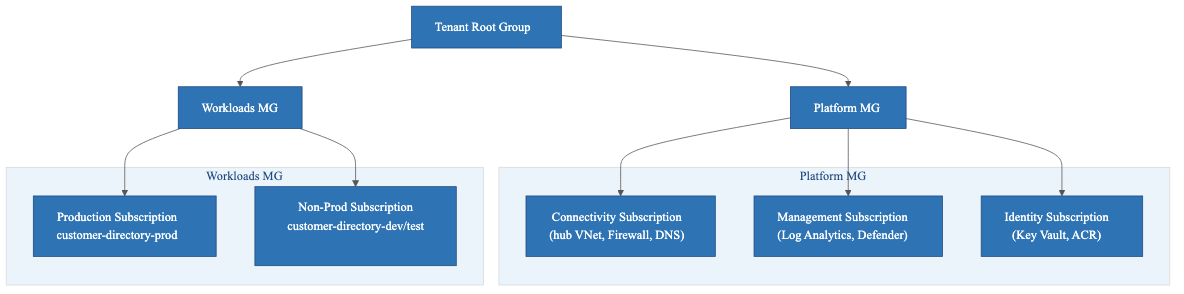 Tenant Root Group
Workloads MG
Platform MG
Workloads MG
Production Subscription
customer-directory-prod
Non-Prod Subscription
customer-directory-dev/test
Platform MG
Connectivity Subscription
(hub VNet, Firewall, DNS)
Management Subscription
(Log Analytics, Defender)
Identity Subscription
(Key Vault, ACR)